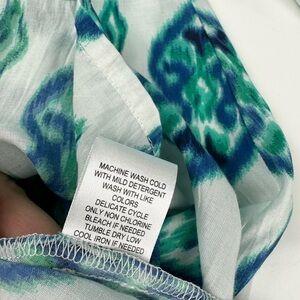 MACHINE WASH COLD
WITH MILD DETERGENT
WASH WITH LIKE
COLORS
DELICATE CYCLE
ONLY NON CHLORINE
BLEACH IF NEEDED
TUMBLE DRY LOW
COOL IRON IF NEEDED